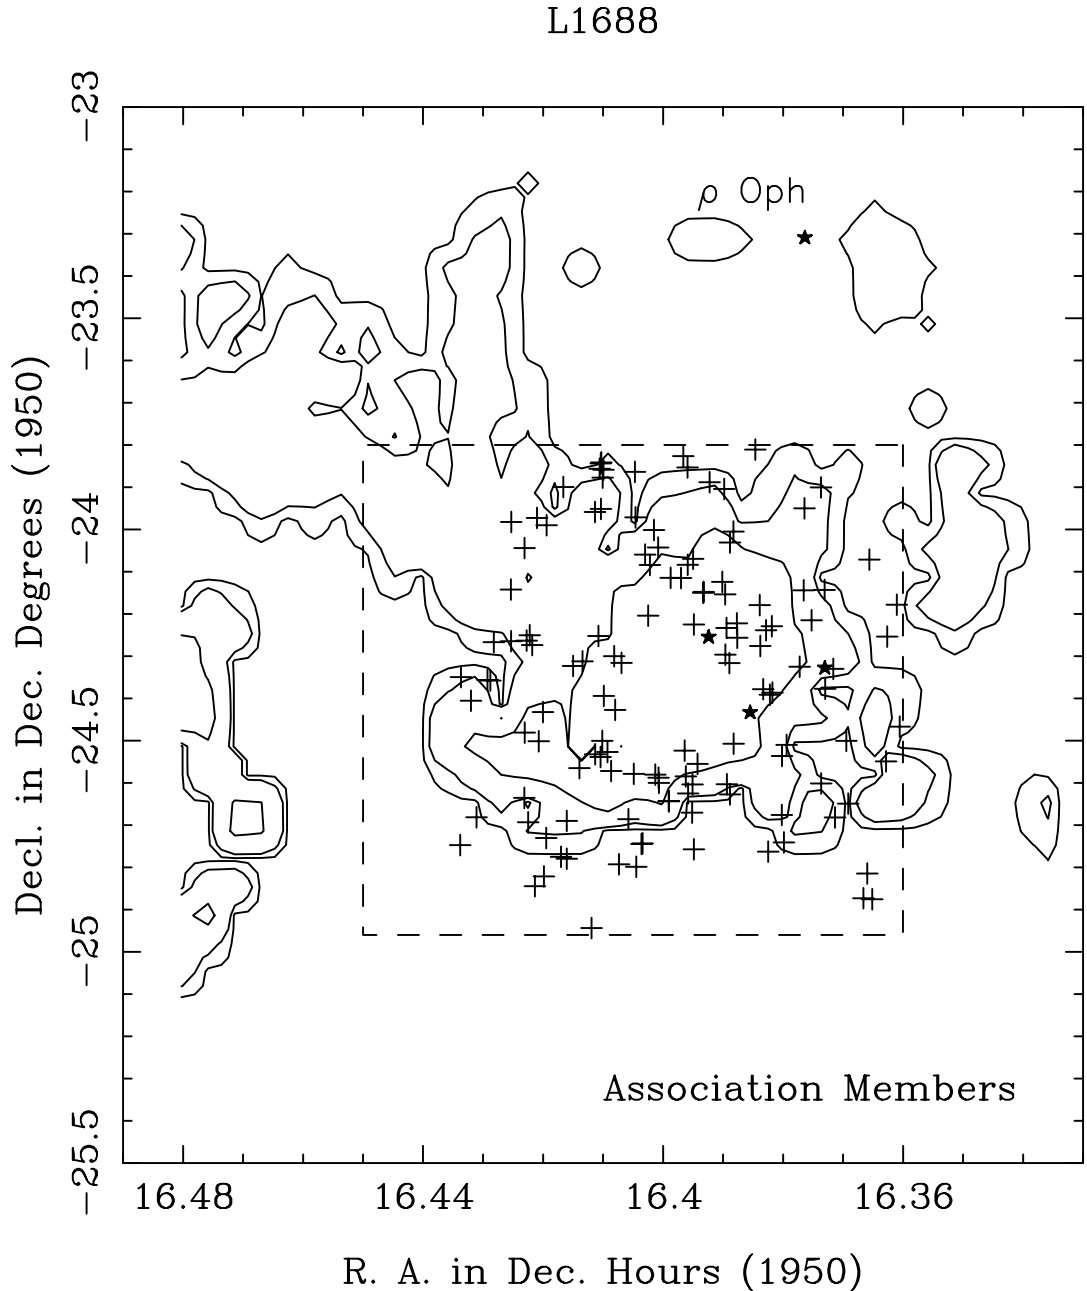 L1688
−23
ρ Oph
−23.5
−24
Decl. in Dec. Degrees (1950)
−24.5
−25
Association Members
−25.5
16.48 16.44 16.4 16.36
R. A. in Dec. Hours (1950)